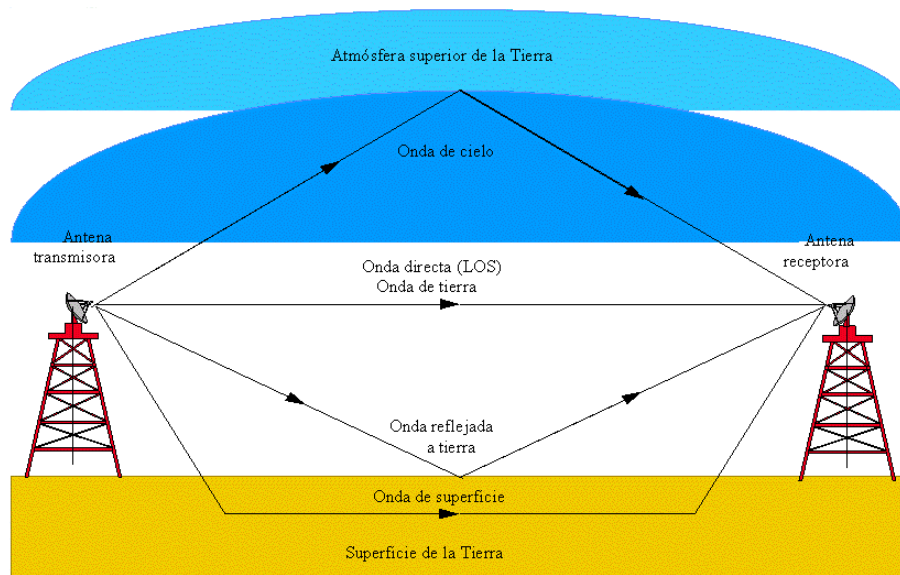 Atmósfera superior de la Tierra
Onda de cielo
Antena
transmisora
Antena
receptora
Onda directa (LOS)
Onda de tierra
Onda reflejada
a tierra
Onda de superficie
Superficie de la Tierra